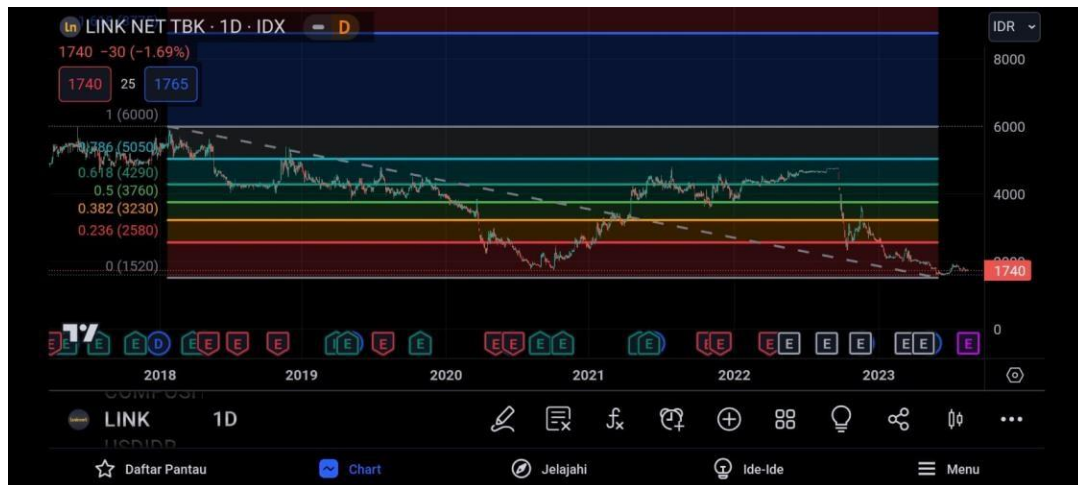 LINK NET TBK · 1D · IDX
D
IDR
1740 −30 (−1.69%)
1740 25 1765
8000
1 (6000)
6000
0.786 (5050)
0.618 (4290)
0.5 (3760)
4000
0.382 (3230)
0.236 (2580)
0 (1520)
1740
0
E E E E D E E E E E E E E E E E E E E E E E E E E E E E E
2018 2019 2020 2021 2022 2023
LINK 1D
USDIDR
Daftar Pantau Chart Jelajahi Ide-Ide Menu